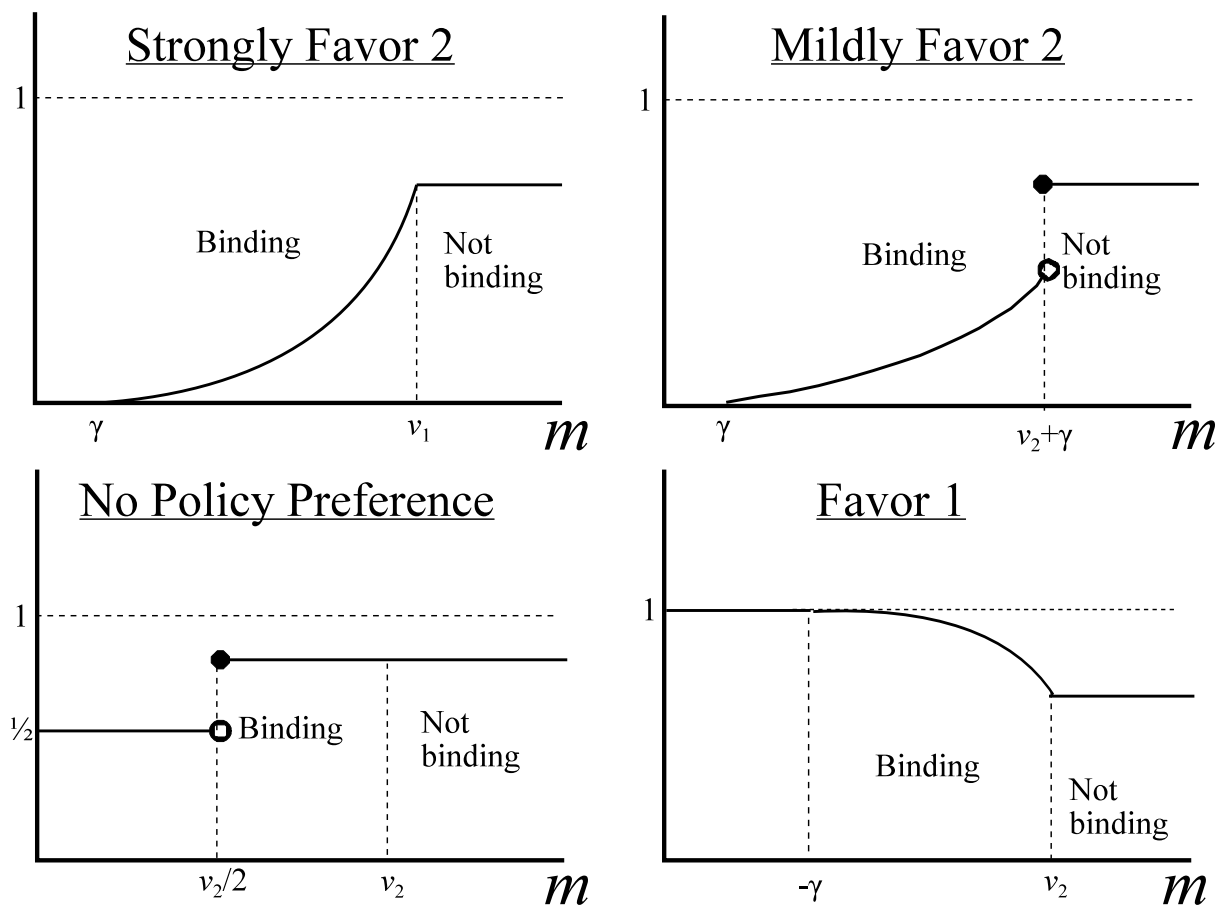 Strongly Favor 2
1
Binding
Not
binding
γ
v₁
m
Mildly Favor 2
1
Binding
Not
binding
γ
v₂+γ
m
No Policy Preference
1
½
Binding
Not
binding
v₂/2
v₂
m
Favor 1
1
Binding
Not
binding
-γ
v₂
m